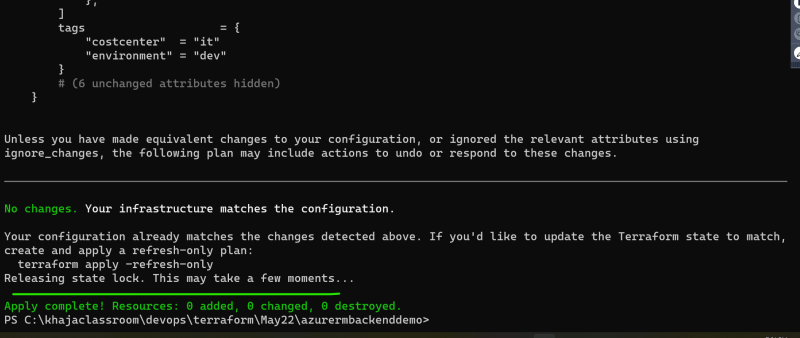 },
]
tags = {
"costcenter" = "it"
"environment" = "dev"
}
# (6 unchanged attributes hidden)
}
Unless you have made equivalent changes to your configuration, or ignored the relevant attributes using
ignore_changes, the following plan may include actions to undo or respond to these changes.
No changes. Your infrastructure matches the configuration.
Your configuration already matches the changes detected above. If you'd like to update the Terraform state to match,
create and apply a refresh-only plan:
terraform apply -refresh-only
Releasing state lock. This may take a few moments...
Apply complete! Resources: 0 added, 0 changed, 0 destroyed.
PS C:\khajaclassroom\devops\terraform\May22\azurermbackenddemo>